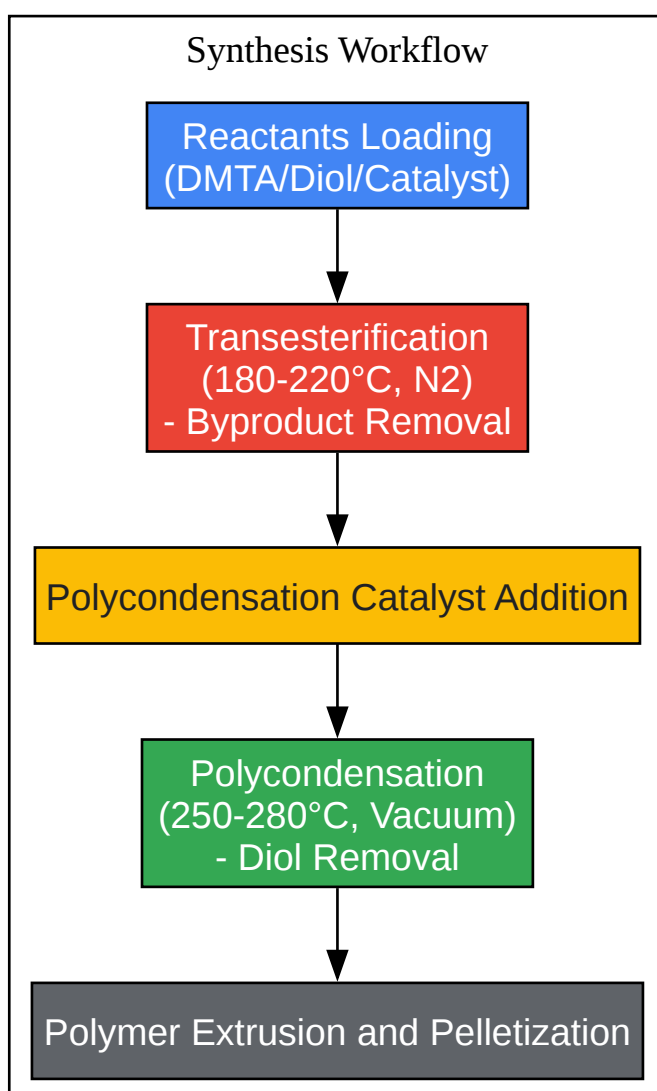 Synthesis Workflow
Reactants Loading
(DMTA/Diol/Catalyst)
Transesterification
(180-220°C, N2)
- Byproduct Removal
Polycondensation Catalyst Addition
Polycondensation
(250-280°C, Vacuum)
- Diol Removal
Polymer Extrusion and Pelletization